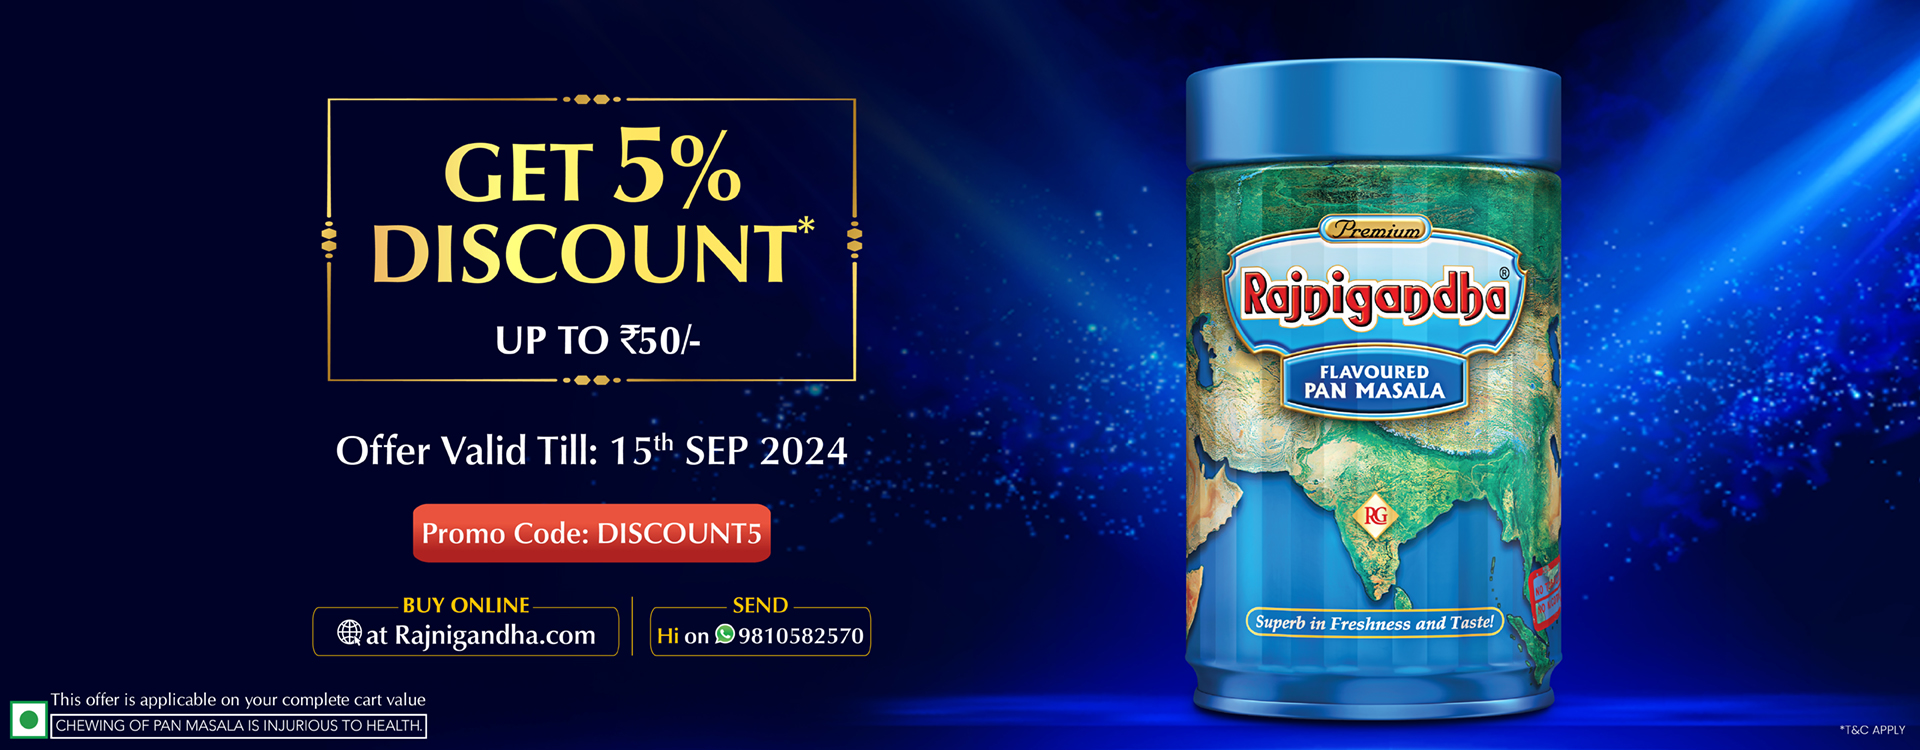 GET 5%
DISCOUNT*
UP TO ₹50/-
Offer Valid Till: 15th SEP 2024
Promo Code: DISCOUNT5
BUY ONLINE
at Rajnigandha.com
SEND
Hi on 9810582570
This offer is applicable on your complete cart value
CHEWING OF PAN MASALA IS INJURIOUS TO HEALTH.
Premium
Rajnigandha®
FLAVOURED
PAN MASALA
RG
Superb in Freshness and Taste!
NO
NO
*T&C APPLY